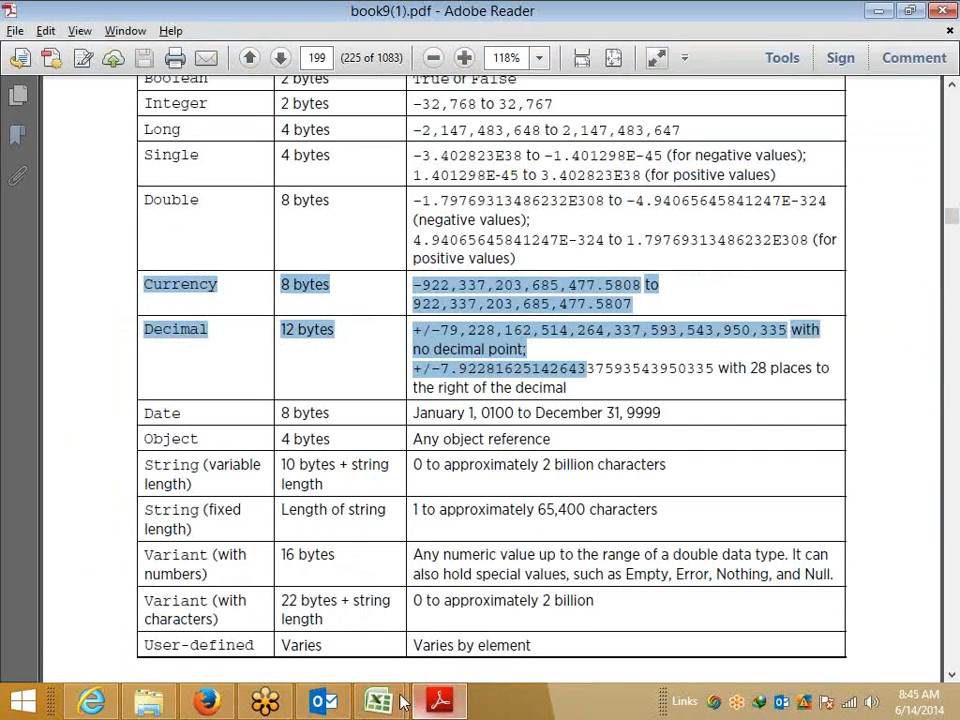 book9(1).pdf - Adobe Reader
File Edit View Window Help
199 (225 of 1083) 118% Tools Sign Comment
Boolean 2 bytes True or False
Integer 2 bytes -32,768 to 32,767
Long 4 bytes -2,147,483,648 to 2,147,483,647
Single 4 bytes -3.402823E38 to -1.401298E-45 (for negative values);
1.401298E-45 to 3.402823E38 (for positive values)
Double 8 bytes -1.79769313486232E308 to -4.94065645841247E-324
(negative values);
4.94065645841247E-324 to 1.79769313486232E308 (for
positive values)
Currency 8 bytes -922,337,203,685,477.5808 to
922,337,203,685,477.5807
Decimal 12 bytes +/-79,228,162,514,264,337,593,543,950,335 with
no decimal point;
+/-7.9228162514264337593543950335 with 28 places to
the right of the decimal
Date 8 bytes January 1, 0100 to December 31, 9999
Object 4 bytes Any object reference
String (variable 10 bytes + string 0 to approximately 2 billion characters
length) length
String (fixed Length of string 1 to approximately 65,400 characters
length)
Variant (with 16 bytes Any numeric value up to the range of a double data type. It can
numbers) also hold special values, such as Empty, Error, Nothing, and Null.
Variant (with 22 bytes + string 0 to approximately 2 billion
characters) length
User-defined Varies Varies by element
Links 8:45 AM
6/14/2014